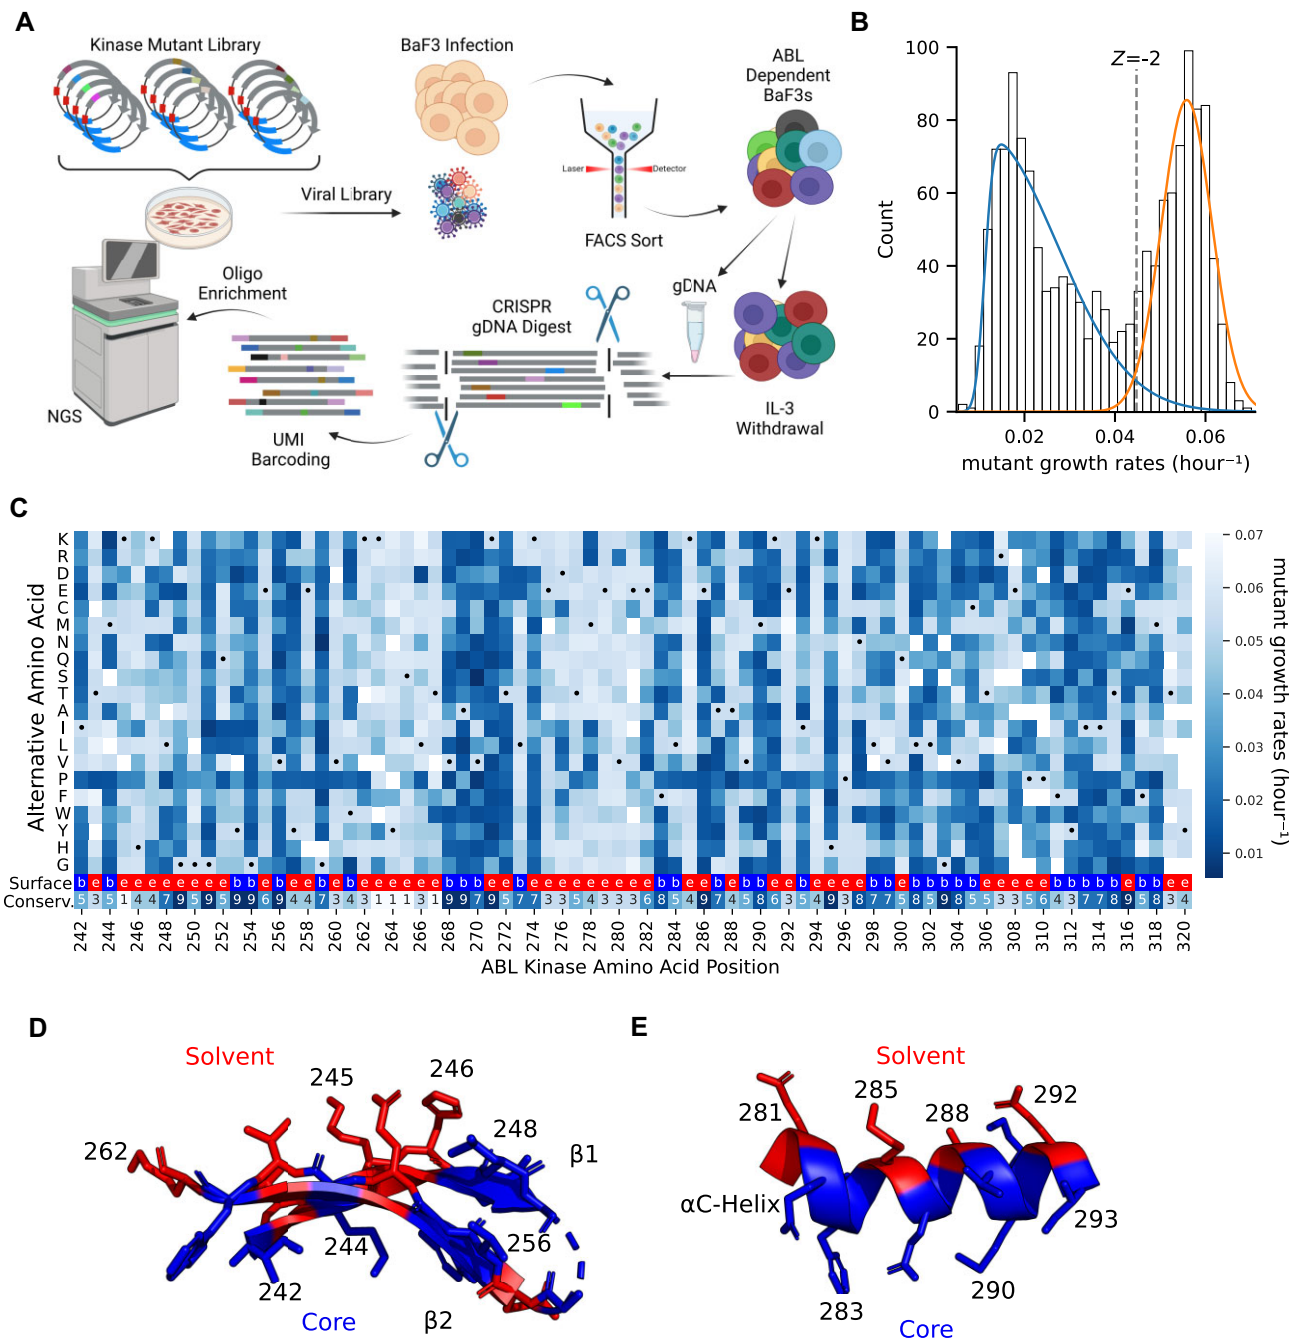 A
Kinase Mutant Library
BaF3 Infection
ABL
Dependent
BaF3s
Laser
Detector
Viral Library
FACS Sort
gDNA
Oligo
Enrichment
CRISPR
gDNA Digest
NGS
UMI
Barcoding
IL-3
Withdrawal
B
Z=-2
100
80
60
40
20
0
Count
0.02 0.04 0.06
mutant growth rates (hour⁻¹)
C
Alternative Amino Acid
K
R
D
E
C
M
N
Q
S
T
A
I
L
V
P
F
W
Y
H
G
Surface
Conserv.
242 244 246 248 250 252 254 256 258 260 262 264 266 268 270 272 274 276 278 280 282 284 286 288 290 292 294 296 298 300 302 304 306 308 310 312 314 316 318 320
ABL Kinase Amino Acid Position
0.07
0.06
0.05
0.04
0.03
0.02
0.01
mutant growth rates (hour⁻¹)
D
Solvent
245
246
262
248
β1
244
256
242
Core
β2
E
Solvent
281
285
288
292
αC-Helix
293
290
283
Core